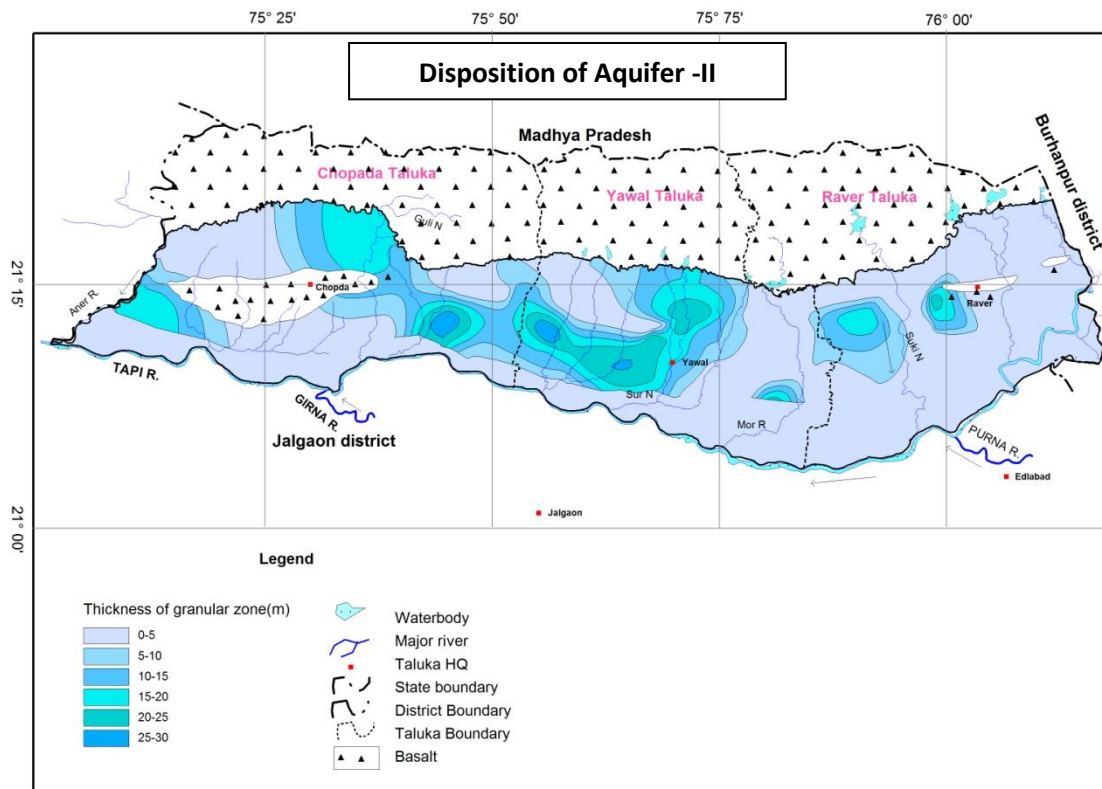 75° 25'
75° 50'
75° 75'
76° 00'
Disposition of Aquifer -II
Madhya Pradesh
Burhanpur district
Chopada Taluka
Yawal Taluka
Raver Taluka
Guli N
21° 15'
Aner R.
Chopda
Raver
Suki N
Yawal
TAPI R.
Sur N
GIRNA R.
Mor R
Jalgaon district
PURNA R.
Edlabad
Jalgaon
21° 00'
Legend
Thickness of granular zone(m)
0-5
5-10
10-15
15-20
20-25
25-30
Waterbody
Major river
Taluka HQ
State boundary
District Boundary
Taluka Boundary
Basalt